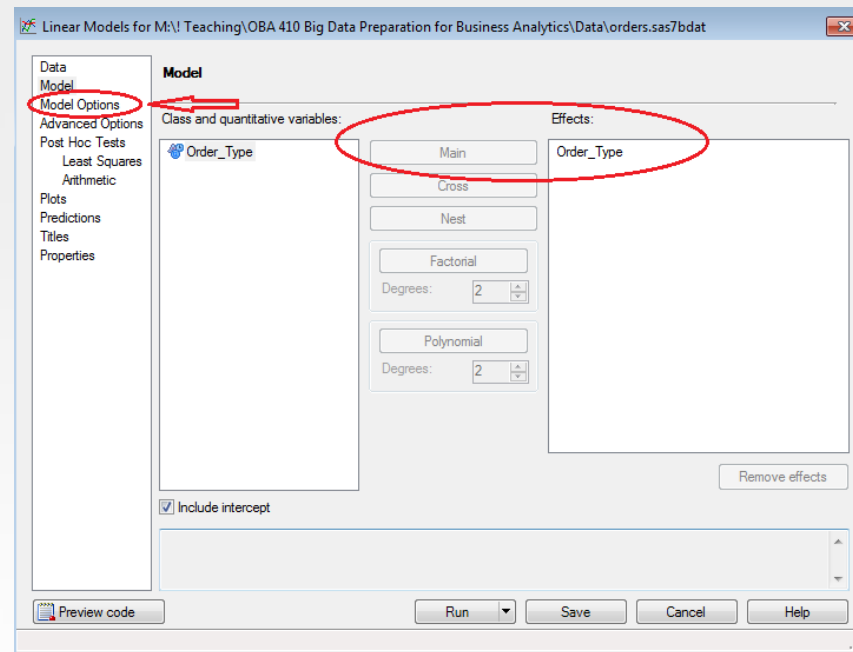 Linear Models for M:\! Teaching\OBA 410 Big Data Preparation for Business Analytics\Data\orders.sas7bdat
Data
Model
Model Options
Advanced Options
Post Hoc Tests
Least Squares
Arithmetic
Plots
Predictions
Titles
Properties
Model
Class and quantitative variables:
Order_Type
Main
Cross
Nest
Factorial
Degrees: 2
Polynomial
Degrees: 2
Effects:
Order_Type
Remove effects
Include intercept
Preview code
Run
Save
Cancel
Help